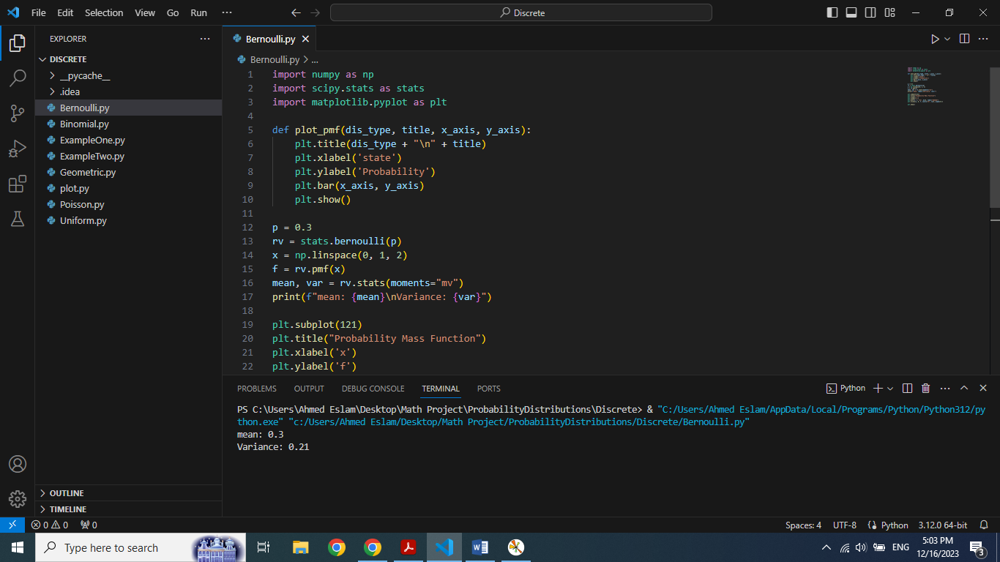 File Edit Selection View Go Run ··· Discrete
EXPLORER ···
DISCRETE
__pycache__
.idea
Bernoulli.py
Binomial.py
ExampleOne.py
ExampleTwo.py
Geometric.py
plot.py
Poisson.py
Uniform.py
OUTLINE
TIMELINE
Bernoulli.py
Bernoulli.py > ...
1 import numpy as np
2 import scipy.stats as stats
3 import matplotlib.pyplot as plt
4
5 def plot_pmf(dis_type, title, x_axis, y_axis):
6 plt.title(dis_type + "\n" + title)
7 plt.xlabel('state')
8 plt.ylabel('Probability')
9 plt.bar(x_axis, y_axis)
10 plt.show()
11
12 p = 0.3
13 rv = stats.bernoulli(p)
14 x = np.linspace(0, 1, 2)
15 f = rv.pmf(x)
16 mean, var = rv.stats(moments="mv")
17 print(f"mean: {mean}\nVariance: {var}")
18
19 plt.subplot(121)
20 plt.title("Probability Mass Function")
21 plt.xlabel('x')
22 plt.ylabel('f')
PROBLEMS OUTPUT DEBUG CONSOLE TERMINAL PORTS Python
PS C:\Users\Ahmed Eslam\Desktop\Math Project\ProbabilityDistributions\Discrete> & "C:/Users/Ahmed Eslam/AppData/Local/Programs/Python/Python312/py
thon.exe" "c:/Users/Ahmed Eslam/Desktop/Math Project/ProbabilityDistributions/Discrete/Bernoulli.py"
mean: 0.3
Variance: 0.21
0 0 0 Spaces: 4 UTF-8 Python 3.12.0 64-bit
Type here to search ENG 5:03 PM
12/16/2023 3